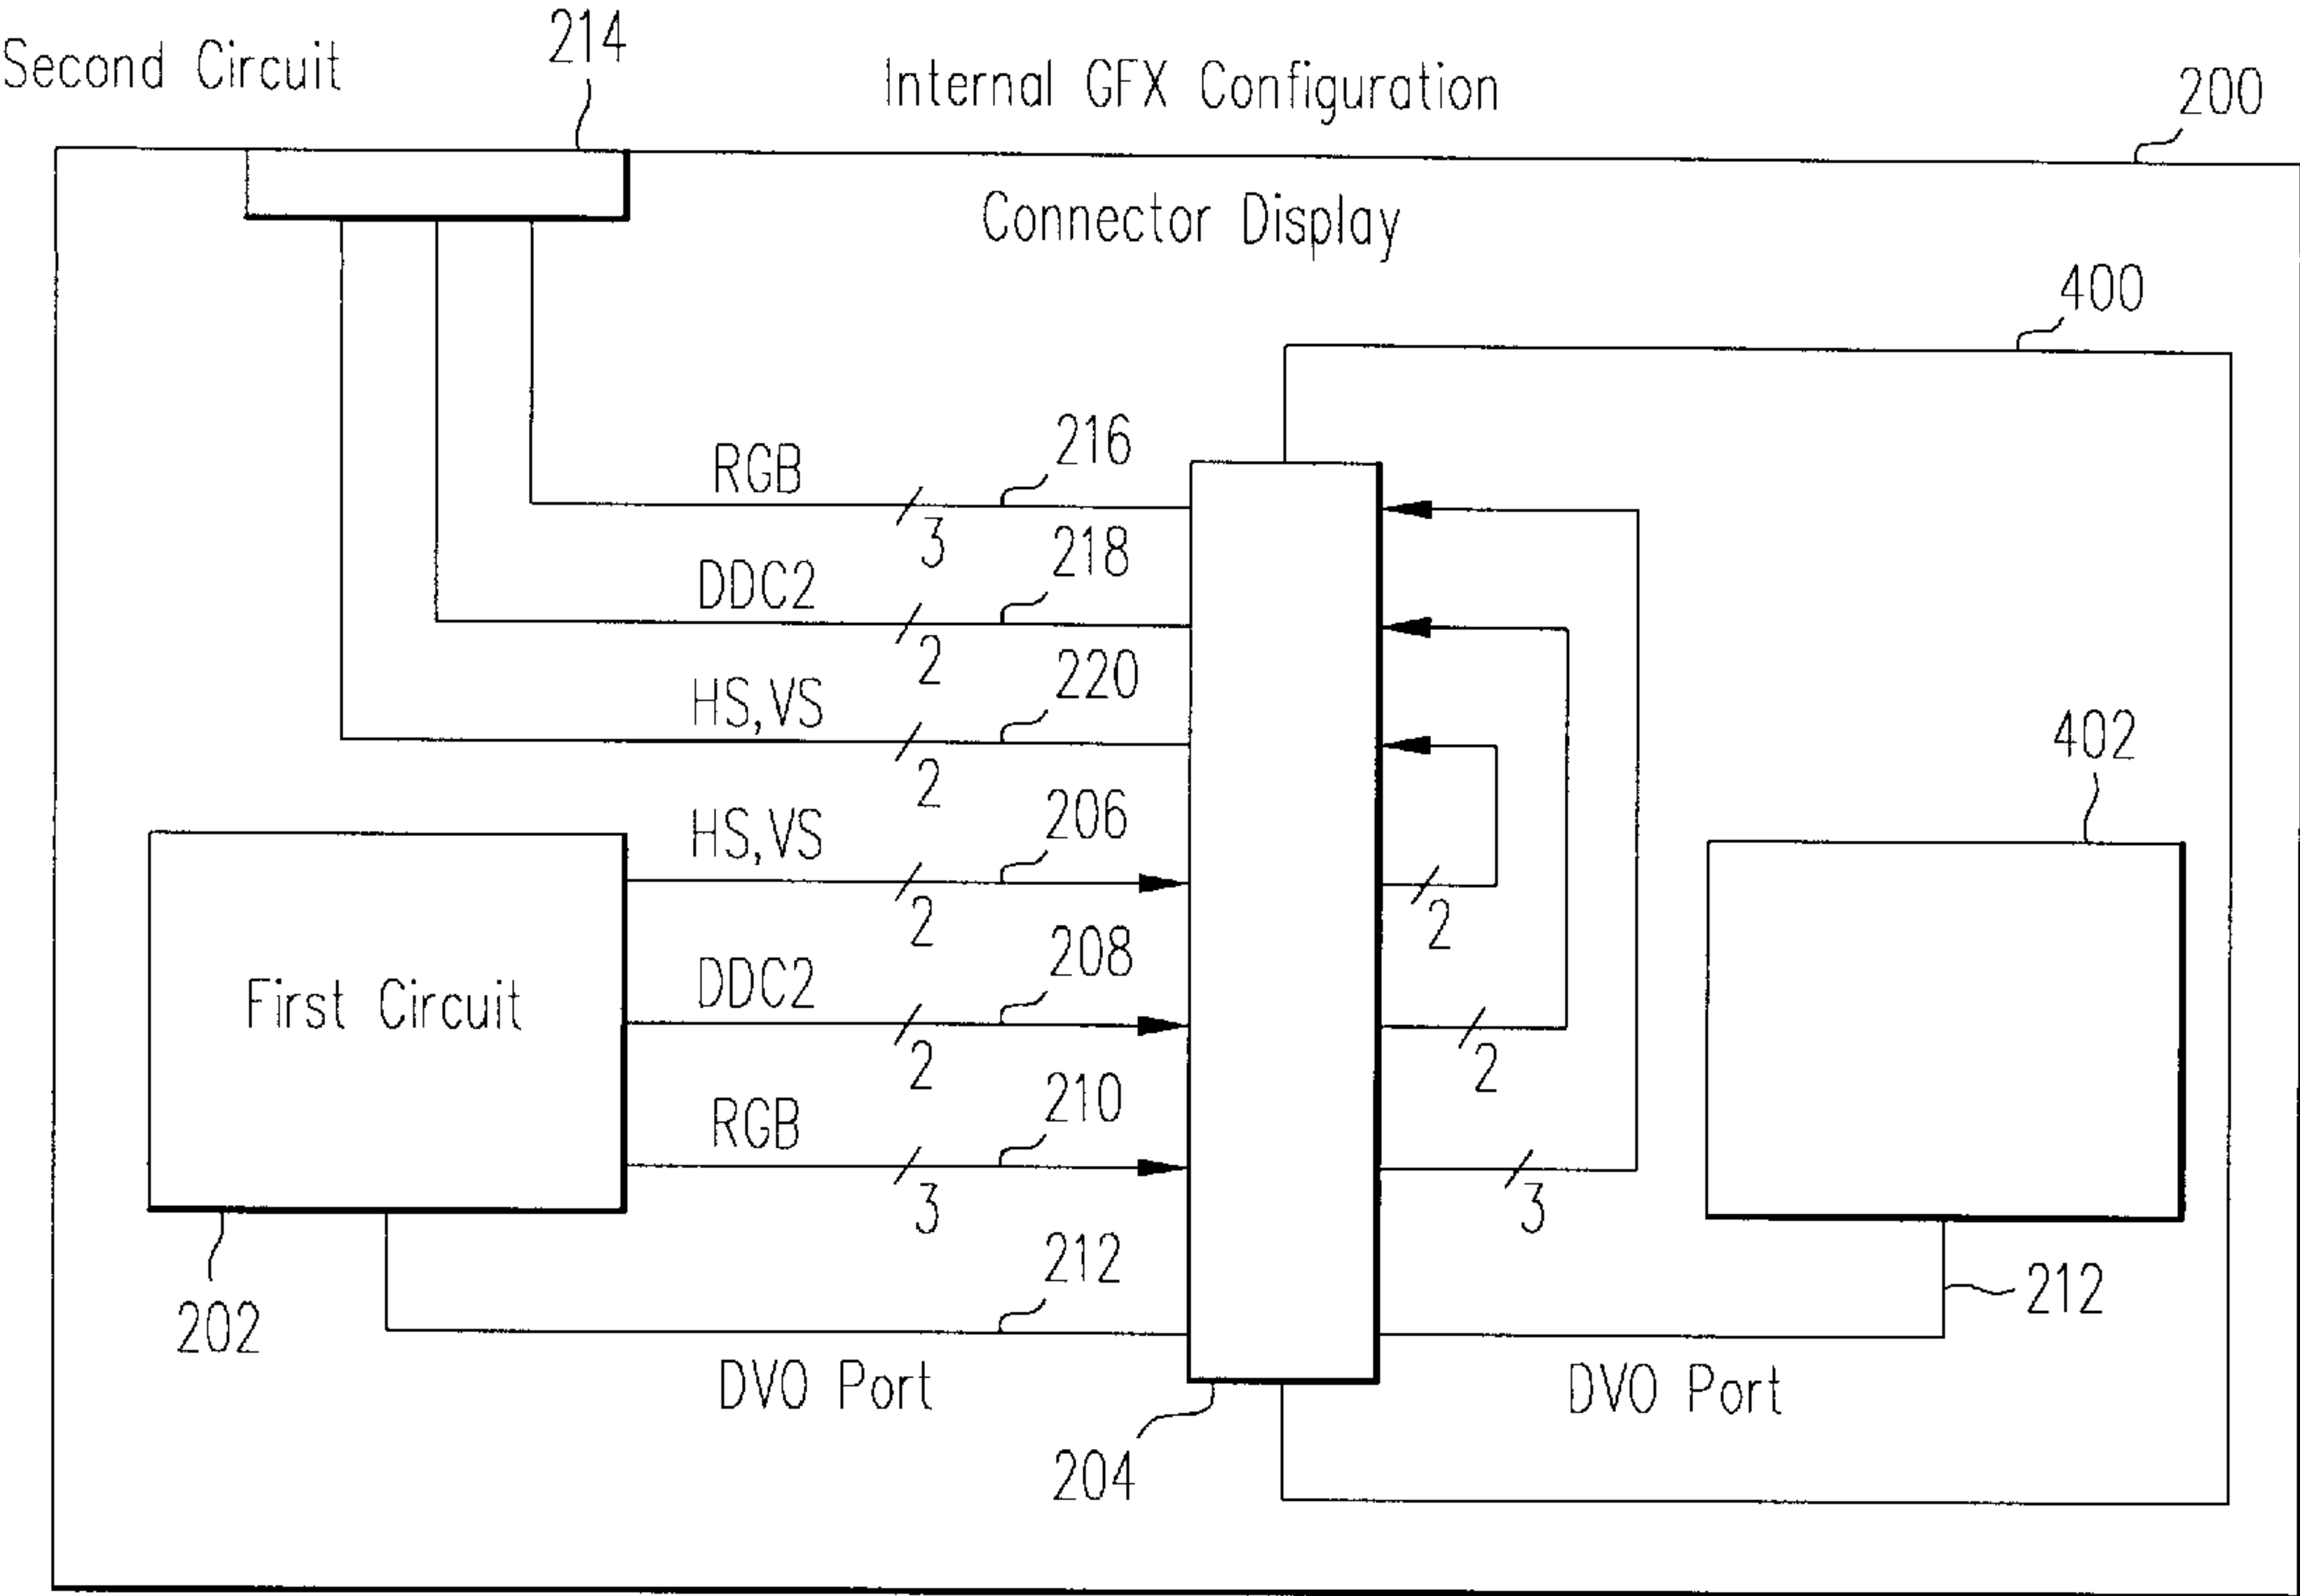 214
Second Circuit
Internal GFX Configuration
200
Connector Display
400
RGB
216
3
DDC2
218
2
HS,VS
220
2
402
HS,VS
206
2
2
First Circuit
DDC2
208
2
2
RGB
210
3
3
202
212
212
DVO Port
DVO Port
204